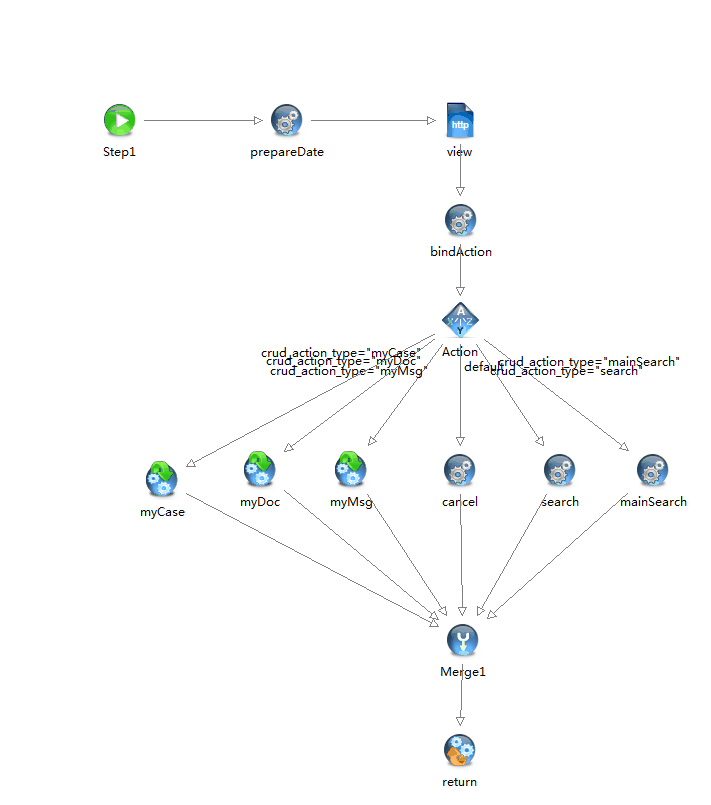 Step1
prepareDate
http
view
bindAction
A
X
Z
Y
Action
crud_action_type="myCase"
crud_action_type="myDoc"
crud_action_type="myMsg"
default
crud_action_type="mainSearch"
crud_action_type="search"
myCase
myDoc
myMsg
cancel
search
mainSearch
Merge1
return